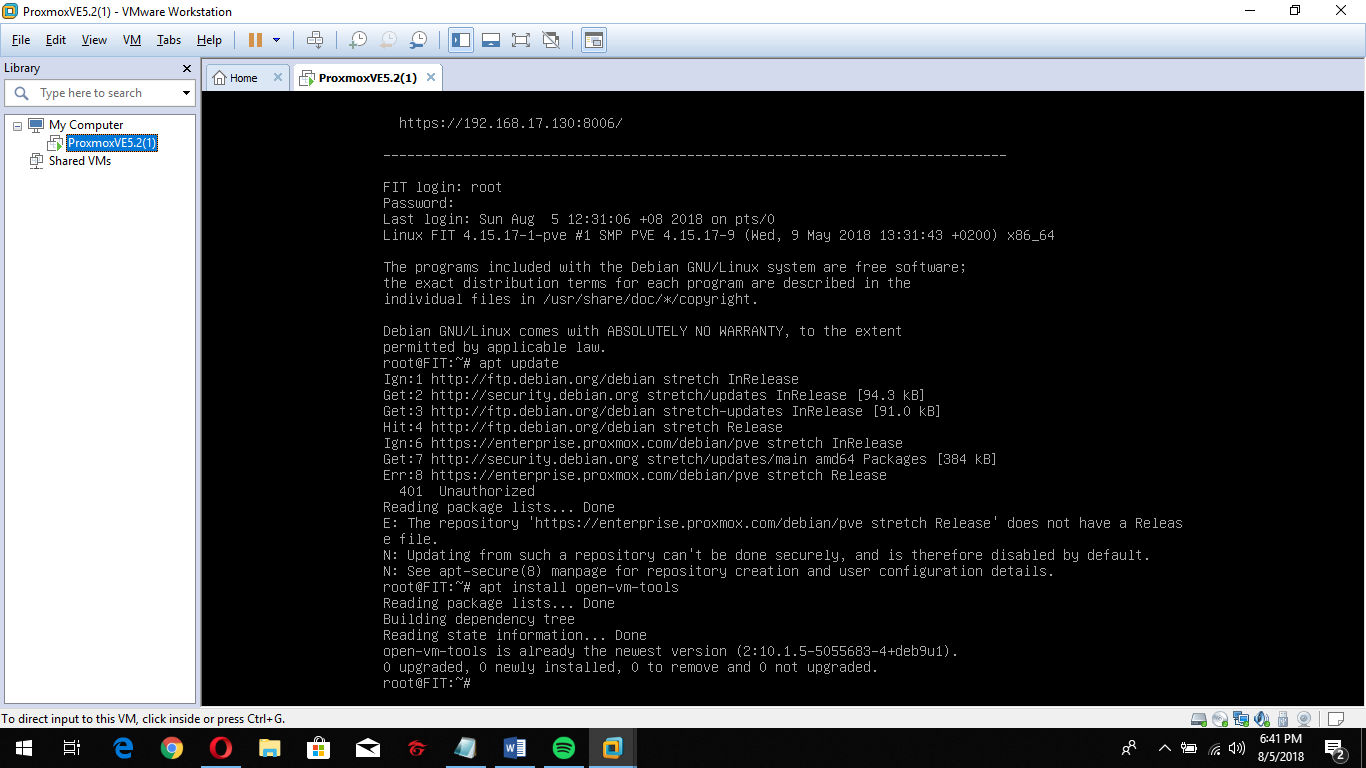 ProxmoxVE5.2(1) - VMware Workstation
File Edit View VM Tabs Help
Library
Type here to search
My Computer
ProxmoxVE5.2(1)
Shared VMs
Home ProxmoxVE5.2(1)
https://192.168.17.130:8006/
------------------------------------------------------------------------------
FIT login: root
Password:
Last login: Sun Aug  5 12:31:06 +08 2018 on pts/0
Linux FIT 4.15.17-1-pve #1 SMP PVE 4.15.17-9 (Wed, 9 May 2018 13:31:43 +0200) x86_64
The programs included with the Debian GNU/Linux system are free software;
the exact distribution terms for each program are described in the
individual files in /usr/share/doc/*/copyright.
Debian GNU/Linux comes with ABSOLUTELY NO WARRANTY, to the extent
permitted by applicable law.
root@FIT:~# apt update
Ign:1 http://ftp.debian.org/debian stretch InRelease
Get:2 http://security.debian.org stretch/updates InRelease [94.3 kB]
Get:3 http://ftp.debian.org/debian stretch-updates InRelease [91.0 kB]
Hit:4 http://ftp.debian.org/debian stretch Release
Ign:6 https://enterprise.proxmox.com/debian/pve stretch InRelease
Get:7 http://security.debian.org stretch/updates/main amd64 Packages [384 kB]
Err:8 https://enterprise.proxmox.com/debian/pve stretch Release
  401  Unauthorized
Reading package lists... Done
E: The repository 'https://enterprise.proxmox.com/debian/pve stretch Release' does not have a Releas
e file.
N: Updating from such a repository can't be done securely, and is therefore disabled by default.
N: See apt-secure(8) manpage for repository creation and user configuration details.
root@FIT:~# apt install open-vm-tools
Reading package lists... Done
Building dependency tree
Reading state information... Done
open-vm-tools is already the newest version (2:10.1.5-5055683-4+deb9u1).
0 upgraded, 0 newly installed, 0 to remove and 0 not upgraded.
root@FIT:~#
To direct input to this VM, click inside or press Ctrl+G.
6:41 PM
8/5/2018
2